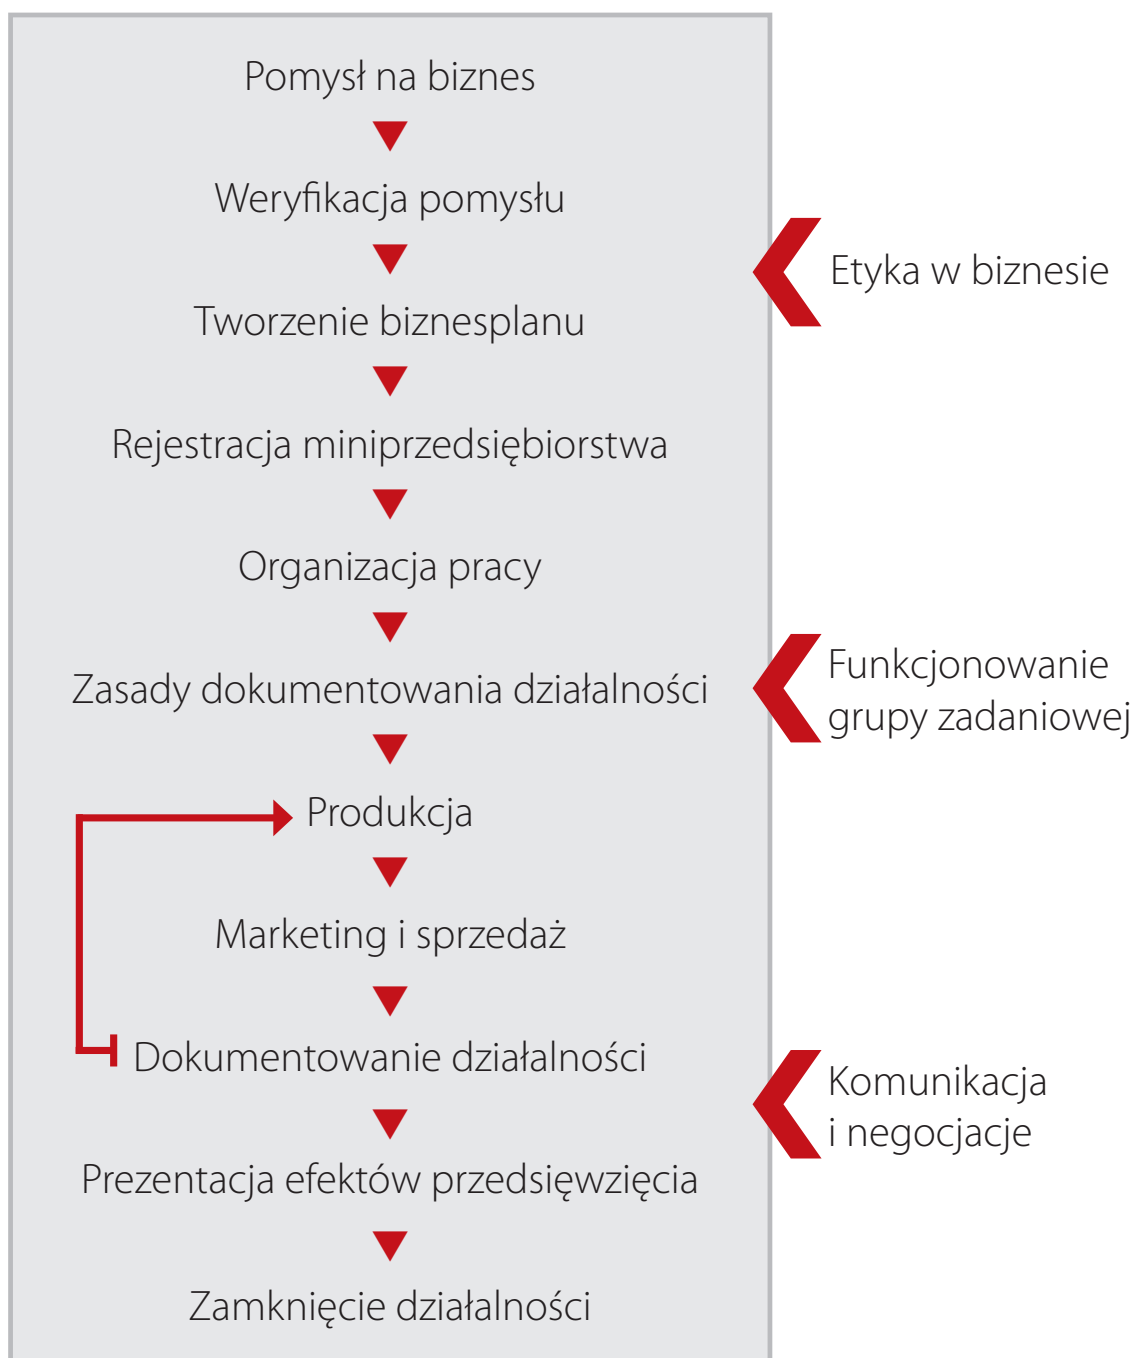 Pomysł na biznes
Weryfikacja pomysłu
Etyka w biznesie
Tworzenie biznesplanu
Rejestracja miniprzedsiębiorstwa
Organizacja pracy
Zasady dokumentowania działalności
Funkcjonowanie
grupy zadaniowej
Produkcja
Marketing i sprzedaż
Dokumentowanie działalności
Komunikacja
i negocjacje
Prezentacja efektów przedsięwzięcia
Zamknięcie działalności